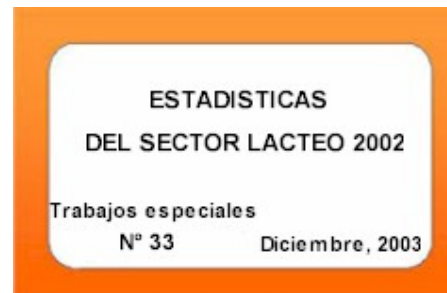 ESTADISTICAS
DEL SECTOR LACTEO 2002
Trabajos especiales
Nº 33 Diciembre, 2003